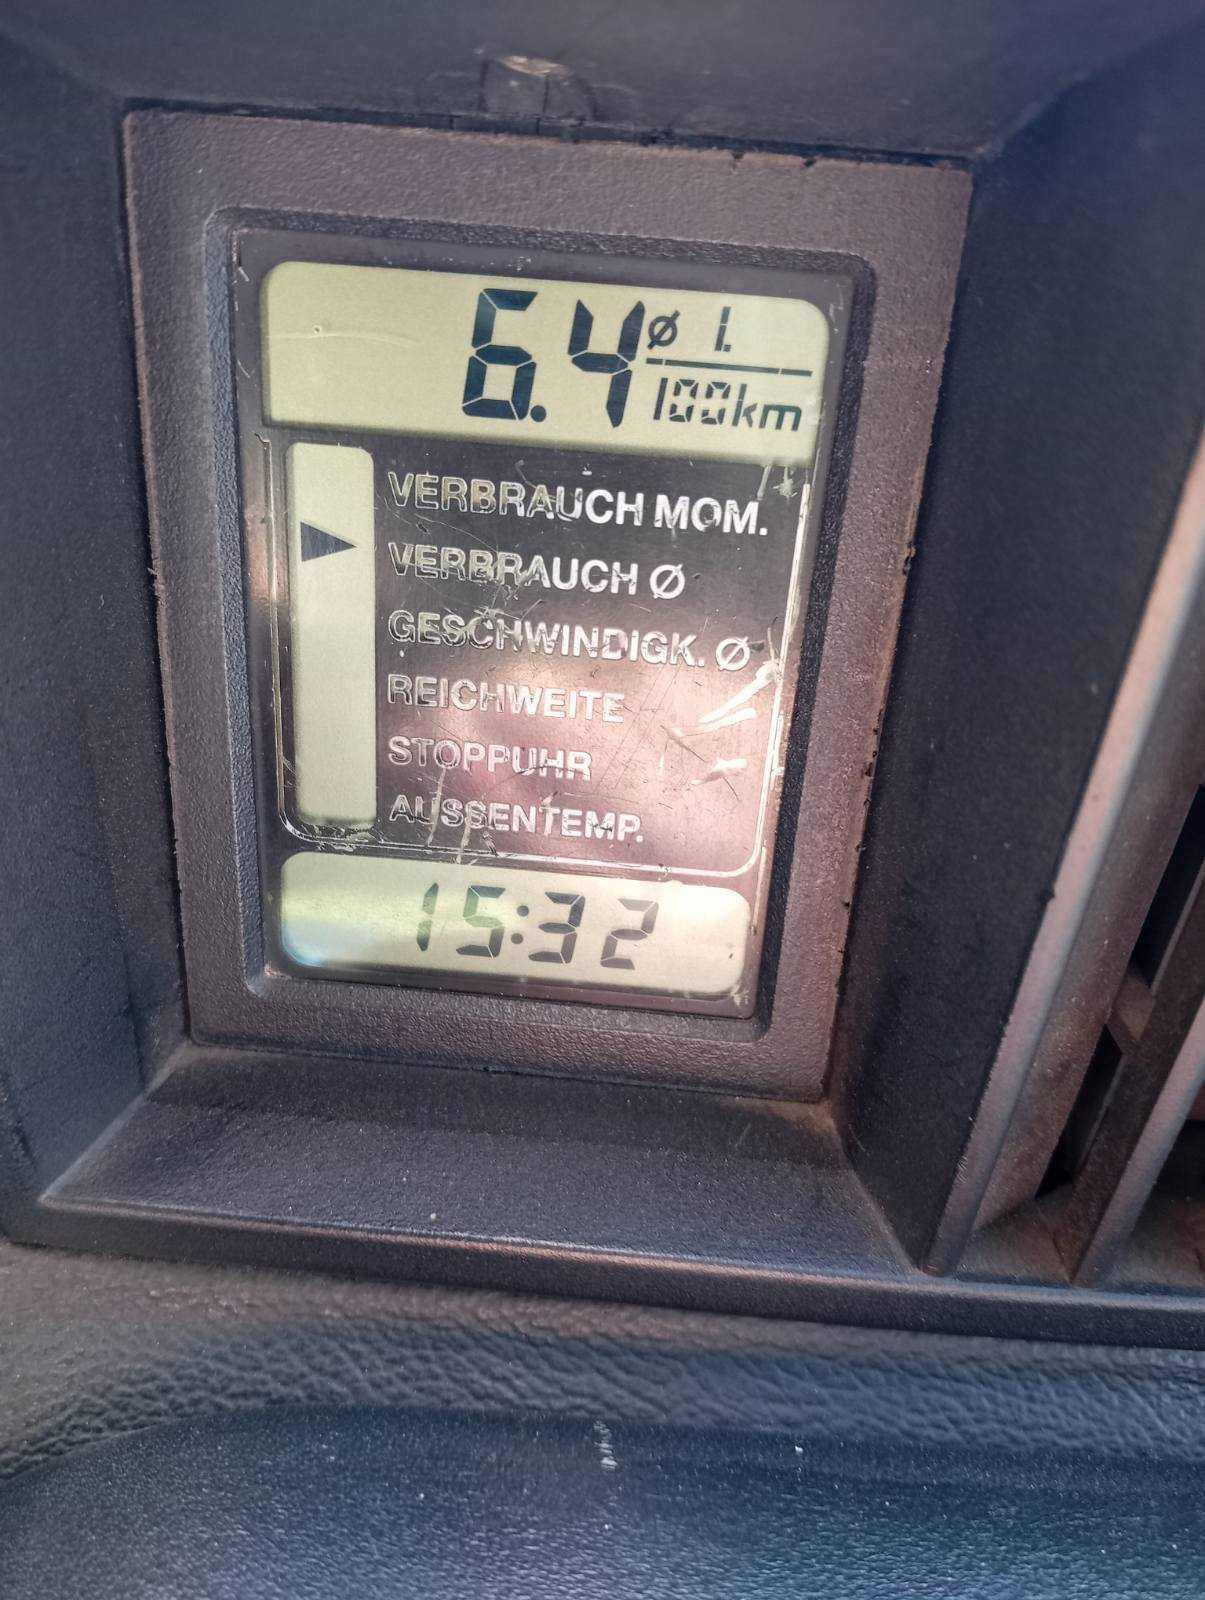 6.4 ø l.
100km
VERBRAUCH MOM.
VERBRAUCH Ø
GESCHWINDIGK. Ø
REICHWEITE
STOPPUHR
AUSSENTEMP.
15:32